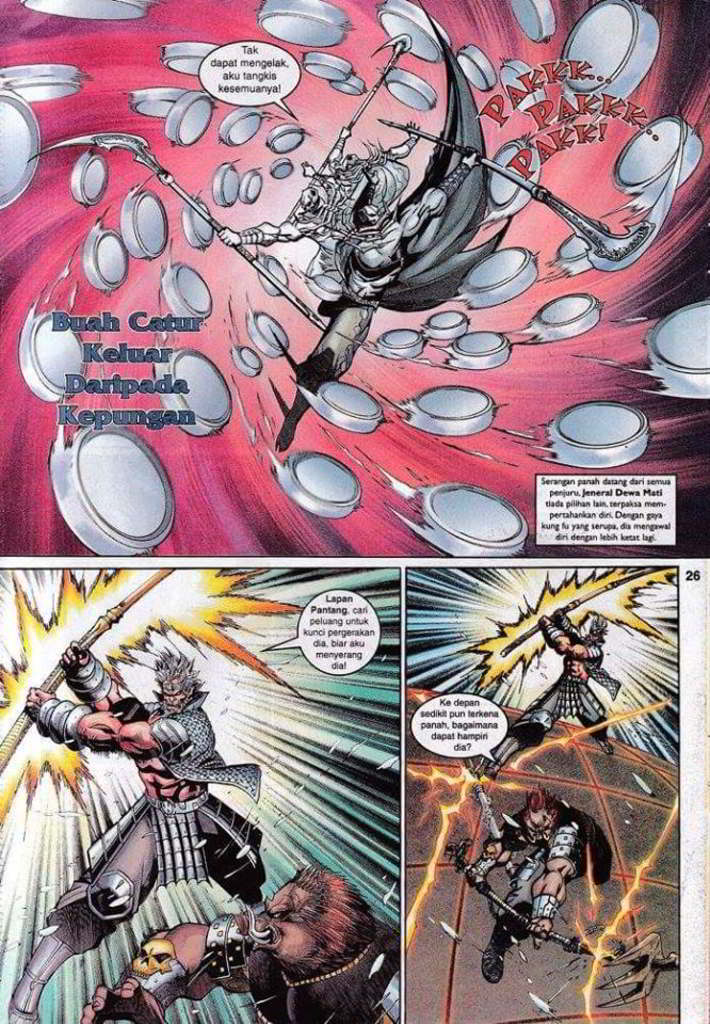 Tak
dapat mengelak,
aku tangkis
kesemuanya!
PAKKK..
PAKKK..
PAKK!
Buah Catur
Keluar
Daripada
Kepungan
Serangan panah datang dari semua
penjuru, Jeneral Dewa Mati
tiada pilihan lain, terpaksa mem-
pertahankan diri. Dengan gaya
kung fu yang serupa, dia mengawal
diri dengan lebih ketat lagi.
Lapan
Pantang, cari
peluang untuk
kunci pergerakan
dia, biar aku
menyerang
dia!
26
Ke depan
sedikit pun terkena
panah, bagaimana
dapat hampiri
dia?